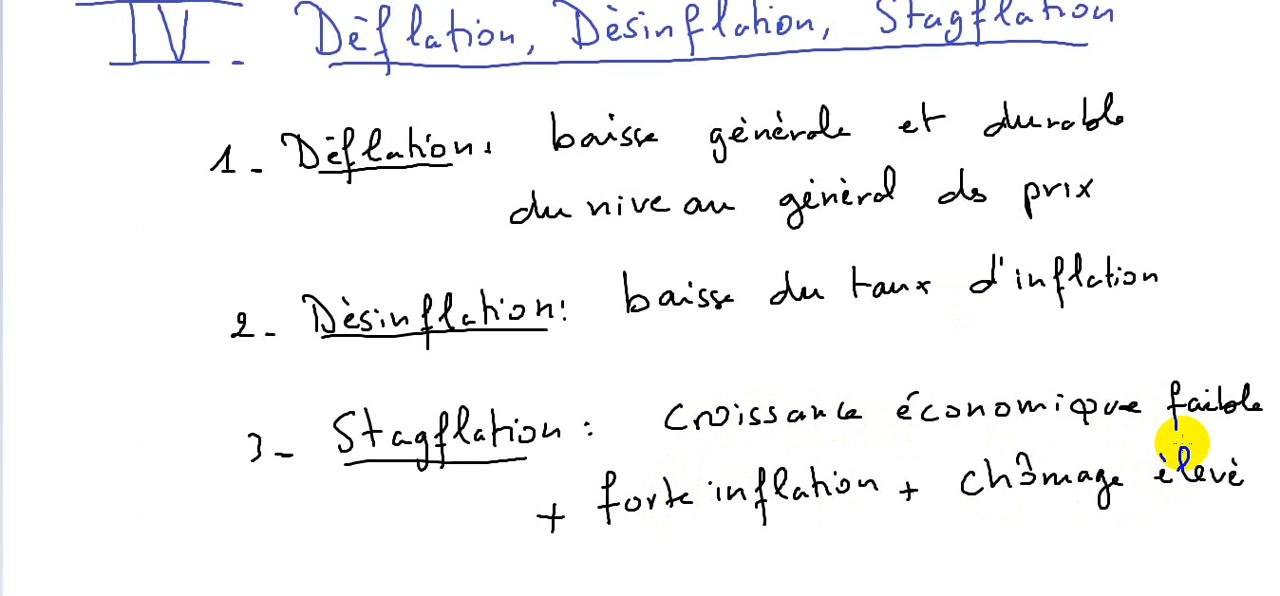 IV. Déflation, Désinflation, Stagflation
1- Déflation: baisse générale et durable
du niveau général des prix
2- Désinflation: baisse du taux d'inflation
3- Stagflation: croissance économique faible
+ forte inflation + chômage élevé